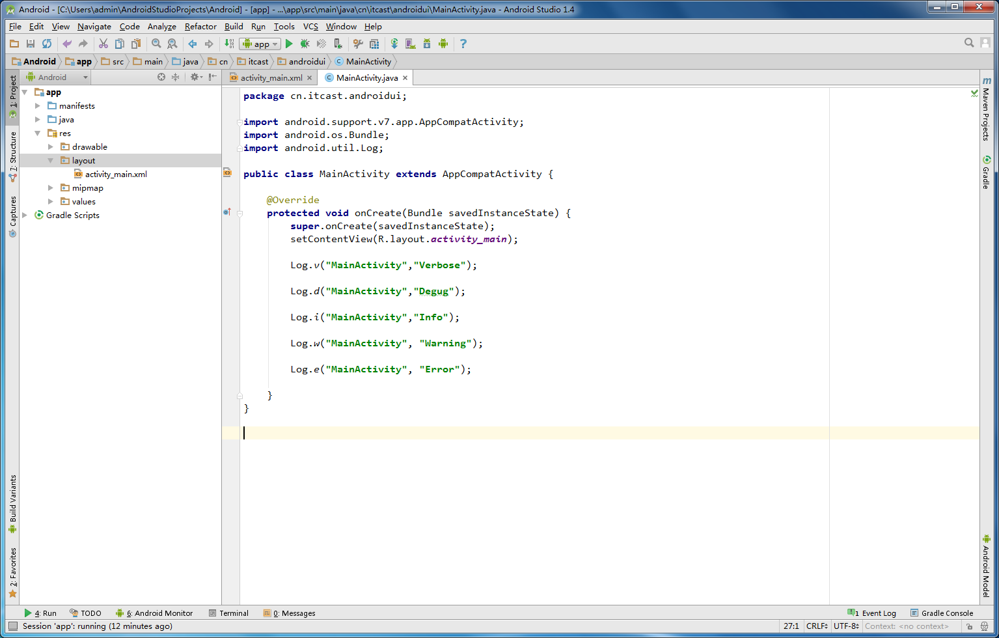 Android - [C:\Users\admin\AndroidStudioProjects\Android] - [app] - ...\app\src\main\java\cn\itcast\androidui\MainActivity.java - Android Studio 1.4
File Edit View Navigate Code Analyze Refactor Build Run Tools VCS Window Help
app
Android app src main java cn itcast androidui MainActivity
Android
activity_main.xml MainActivity.java
1: Project
7: Structure
Captures
Build Variants
2: Favorites
app
manifests
java
res
drawable
layout
activity_main.xml
mipmap
values
Gradle Scripts
package cn.itcast.androidui;
import android.support.v7.app.AppCompatActivity;
import android.os.Bundle;
import android.util.Log;
public class MainActivity extends AppCompatActivity {
@Override
protected void onCreate(Bundle savedInstanceState) {
super.onCreate(savedInstanceState);
setContentView(R.layout.activity_main);
Log.v("MainActivity","Verbose");
Log.d("MainActivity","Degug");
Log.i("MainActivity","Info");
Log.w("MainActivity", "Warning");
Log.e("MainActivity", "Error");
}
}
Maven Projects
Gradle
Android Model
4: Run TODO 6: Android Monitor Terminal 0: Messages 1 Event Log Gradle Console
Session 'app': running (12 minutes ago) 27:1 CRLF UTF-8 Context: <no context>